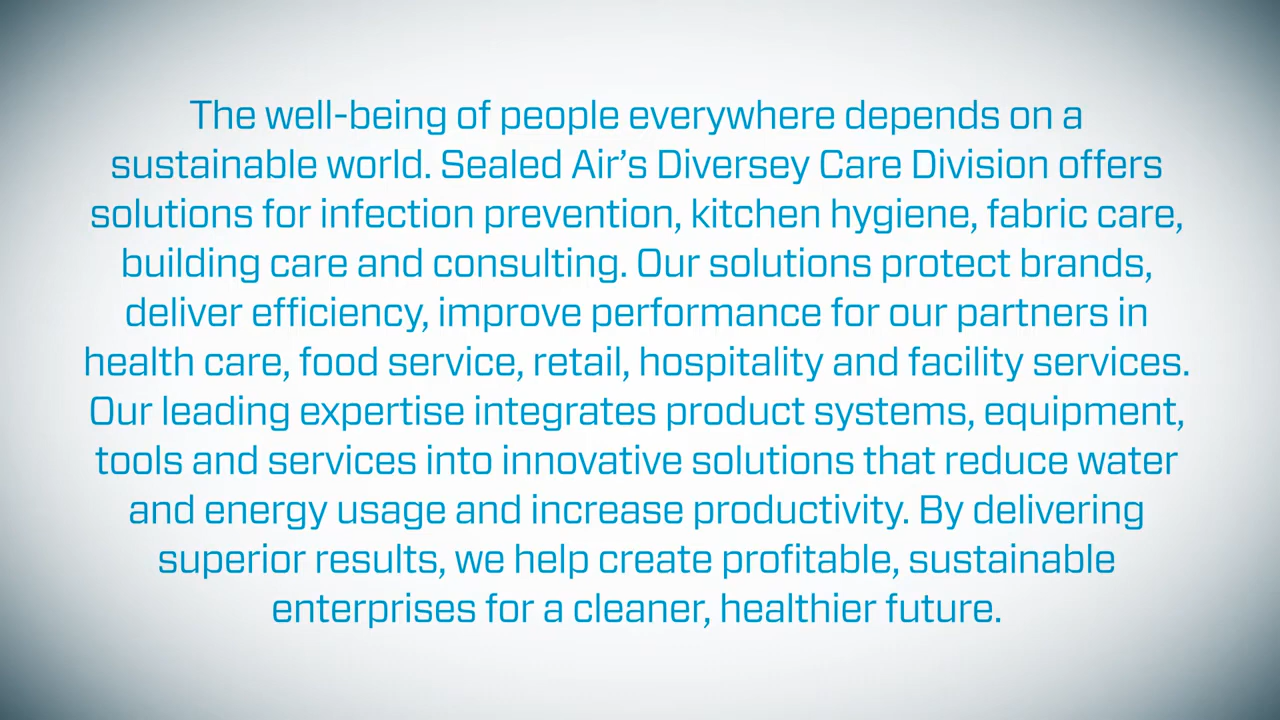 The well-being of people everywhere depends on a
sustainable world. Sealed Air’s Diversey Care Division offers
solutions for infection prevention, kitchen hygiene, fabric care,
building care and consulting. Our solutions protect brands,
deliver efficiency, improve performance for our partners in
health care, food service, retail, hospitality and facility services.
Our leading expertise integrates product systems, equipment,
tools and services into innovative solutions that reduce water
and energy usage and increase productivity. By delivering
superior results, we help create profitable, sustainable
enterprises for a cleaner, healthier future.